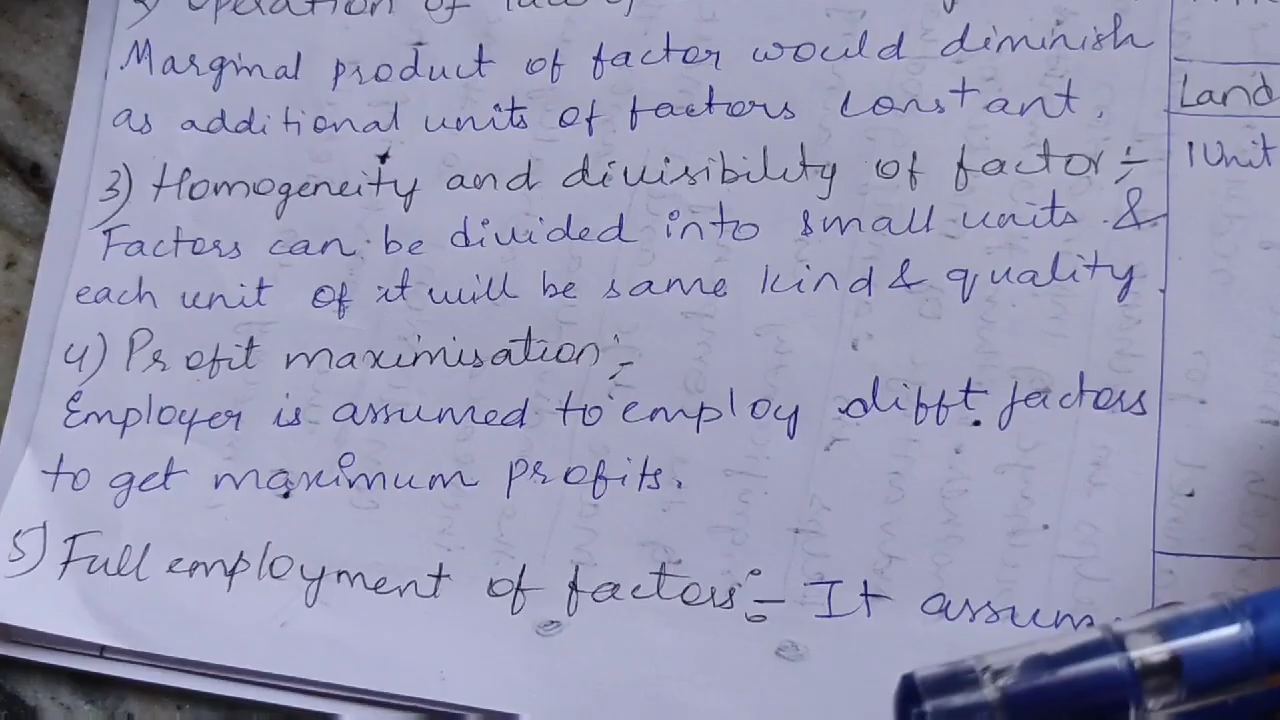 operation of
Marginal product of factor would diminish
as additional units of factors constant.
3) Homogeneity and divisibility of factor :-
Factors can be divided into small units &
each unit of it will be same kind & quality.
4) Profit maximisation :-
Employer is assumed to employ difft. factors
to get maximum profits.
5) Full employment of factors :- It assum
Land
1 Unit